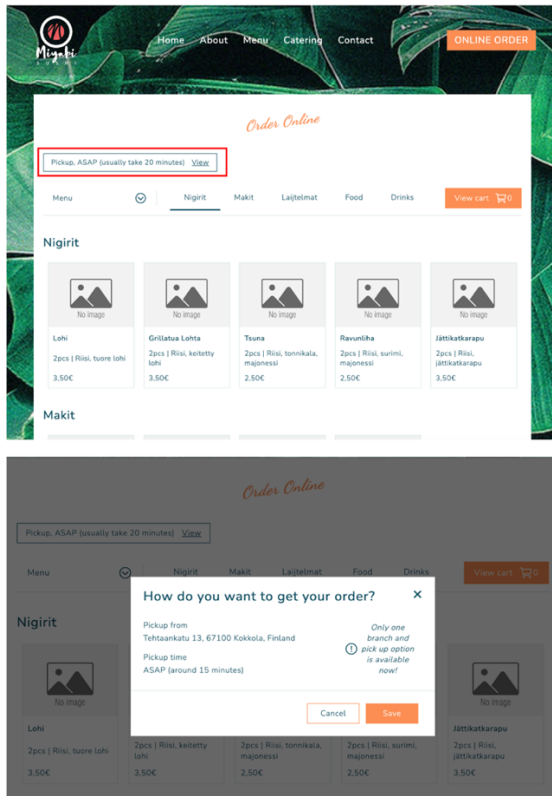 Miyabi
SUSHI
Home About Menu Catering Contact
ONLINE ORDER
Order Online
Pickup, ASAP (usually take 20 minutes) View
Menu
Nigirit Makit Laijtelmat Food Drinks
View cart 0
Nigirit
No image No image No image No image No image
Lohi
2pcs | Riisi, tuore lohi
3,50€
Grillatua Lohta
2pcs | Riisi, keitetty
lohi
3,50€
Tsuna
2pcs | Riisi, tonnikala,
majonessi
2,50€
Ravunliha
2pcs | Riisi, surimi,
majonessi
2,50€
Jättikatkarapu
2pcs | Riisi,
jättikatkarapu
3,50€
Makit
Order Online
Pickup, ASAP (usually take 20 minutes) View
Menu
Nigirit Makit Laijtelmat Food Drinks
View cart 0
How do you want to get your order?
Pickup from
Tehtaankatu 13, 67100 Kokkola, Finland
Pickup time
ASAP (around 15 minutes)
Only one
branch and
pick up option
is available
now!
Cancel Save
Nigirit
No image No image
Lohi
2pcs | Riisi, tuore lohi
3,50€
2pcs | Riisi, keitetty
lohi
3,50€
2pcs | Riisi, tonnikala,
majonessi
2,50€
2pcs | Riisi, surimi,
majonessi
2,50€
Jättikatkarapu
2pcs | Riisi,
jättikatkarapu
3,50€